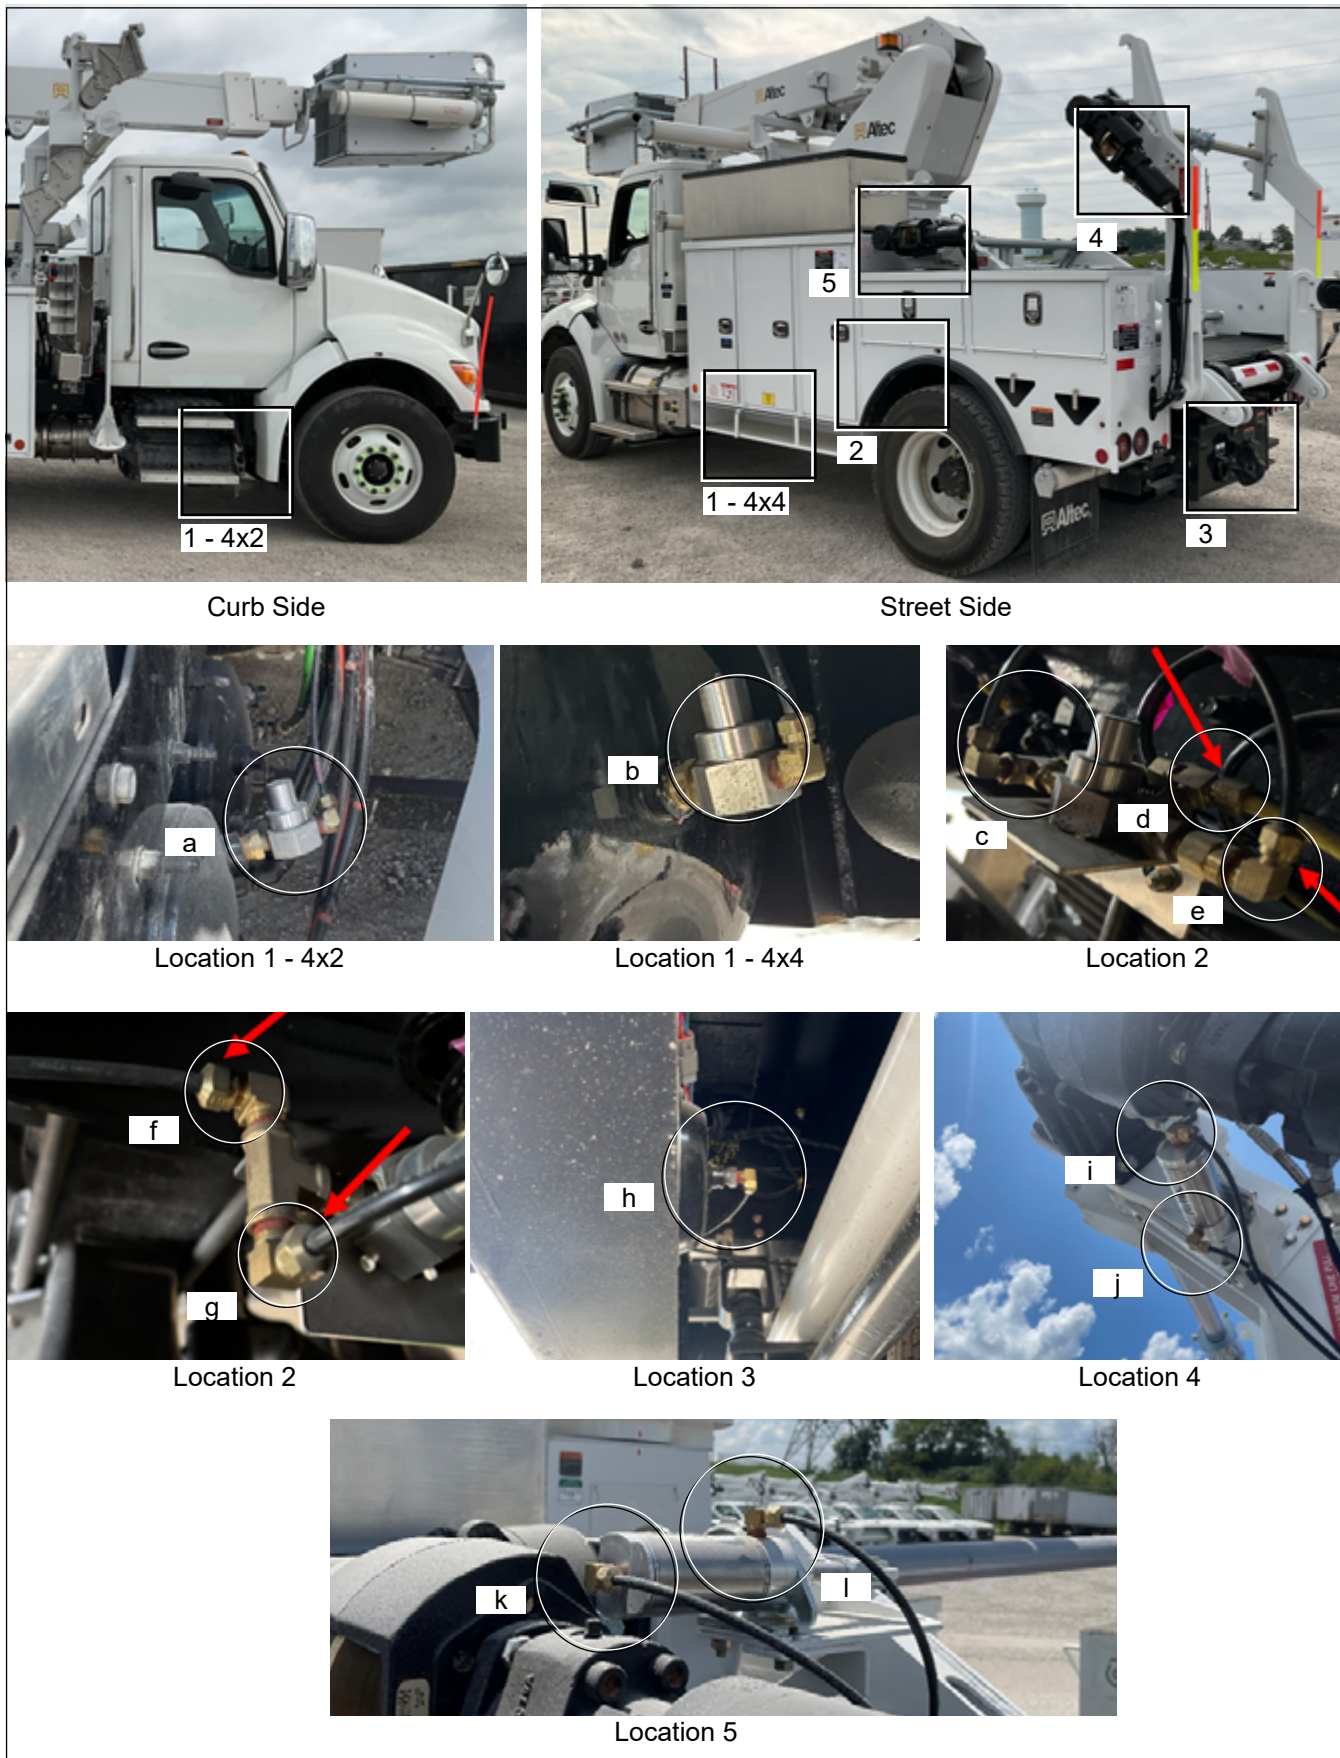 Altec
Altec
4
5
2
1 - 4x4
1 - 4x2
3
Altec
Curb Side
Street Side
a
b
c
d
e
Location 1 - 4x2
Location 1 - 4x4
Location 2
f
g
h
i
j
Location 2
Location 3
Location 4
k
l
Location 5